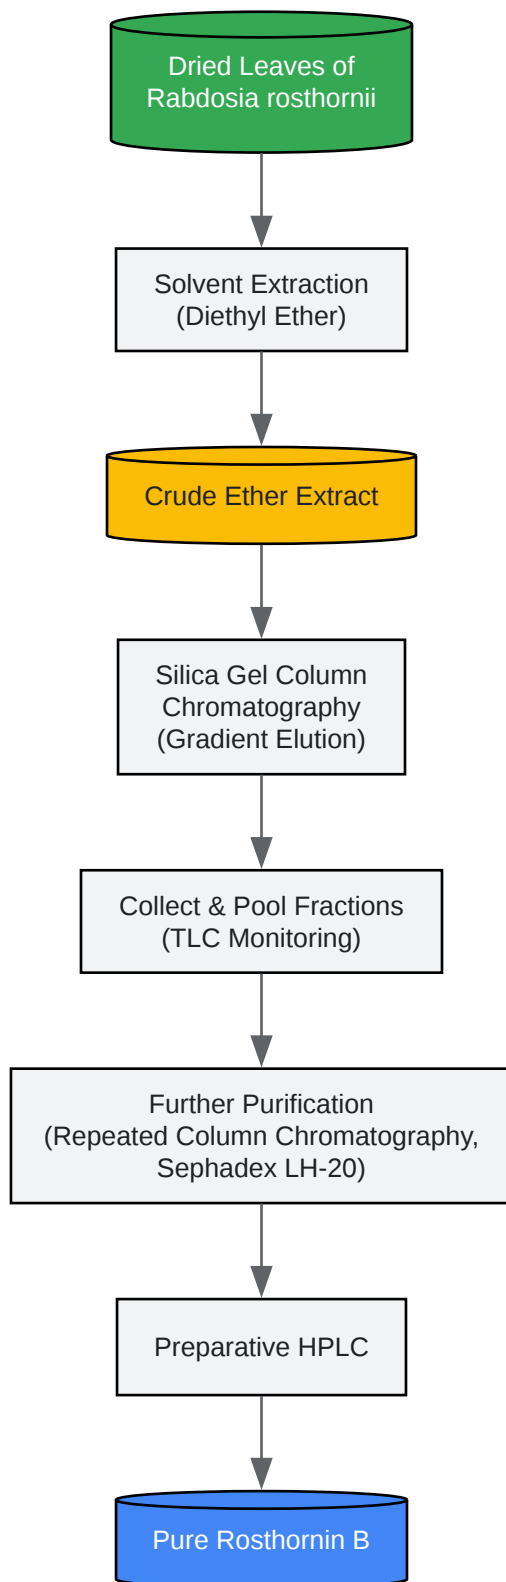 Dried Leaves of
Rabdosia rosthornii
Solvent Extraction
(Diethyl Ether)
Crude Ether Extract
Silica Gel Column
Chromatography
(Gradient Elution)
Collect & Pool Fractions
(TLC Monitoring)
Further Purification
(Repeated Column Chromatography,
Sephadex LH-20)
Preparative HPLC
Pure Rosthornin B